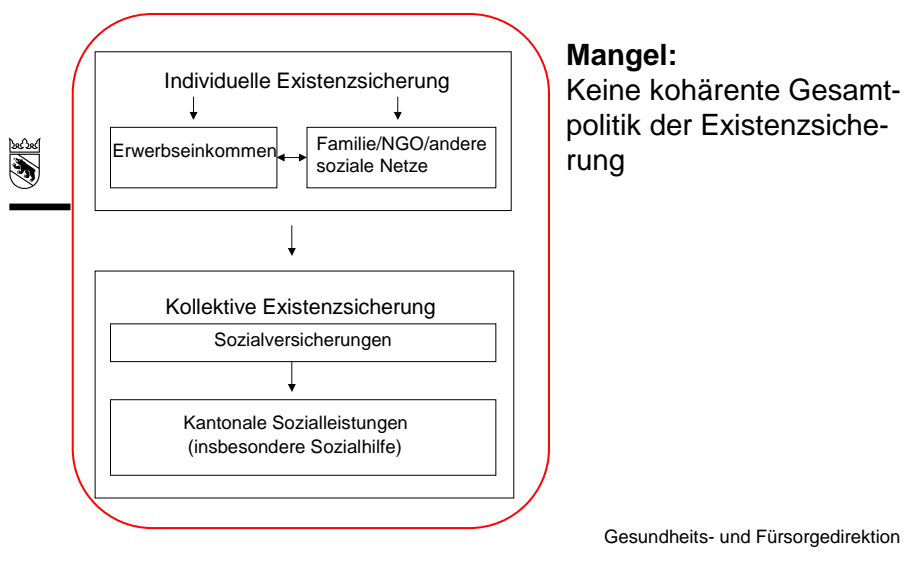 Individuelle Existenzsicherung
Erwerbseinkommen
Familie/NGO/andere
soziale Netze
Kollektive Existenzsicherung
Sozialversicherungen
Kantonale Sozialleistungen
(insbesondere Sozialhilfe)
Mangel:
Keine kohärente Gesamt-
politik der Existenzsiche-
rung
Gesundheits- und Fürsorgedirektion